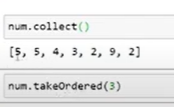 num.collect()
[5, 5, 4, 3, 2, 9, 2]
num.takeOrdered(3)